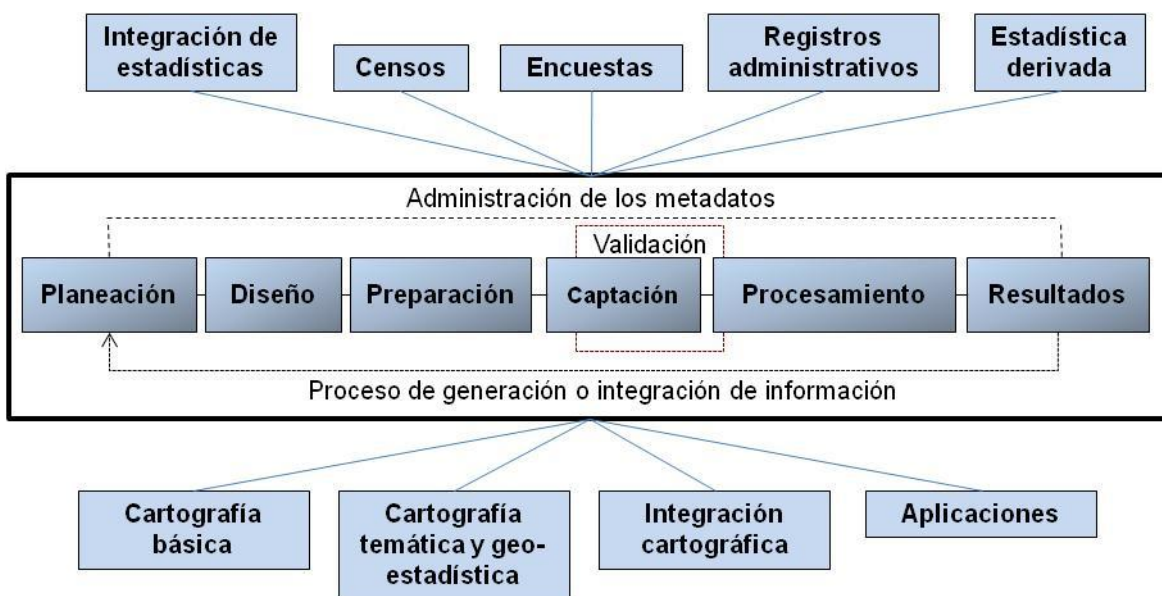 Integración de
estadísticas
Censos
Encuestas
Registros
administrativos
Estadística
derivada
Administración de los metadatos
Validación
Planeación
Diseño
Preparación
Captación
Procesamiento
Resultados
Proceso de generación o integración de información
Cartografía
básica
Cartografía
temática y geo-
estadística
Integración
cartográfica
Aplicaciones